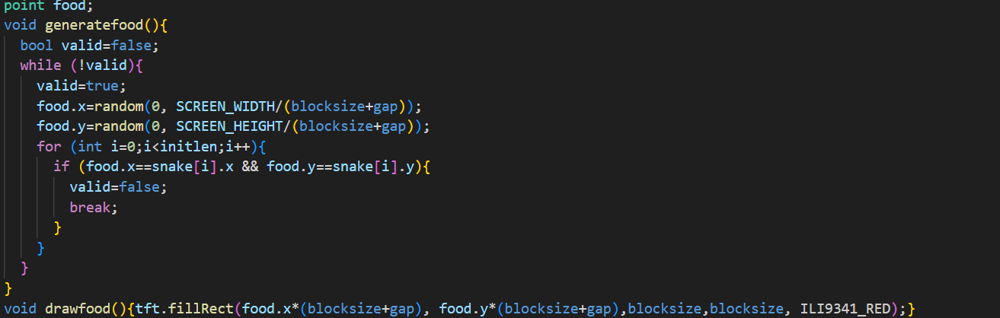 point food;
void generatefood(){
  bool valid=false;
  while (!valid){
    valid=true;
    food.x=random(0, SCREEN_WIDTH/(blocksize+gap));
    food.y=random(0, SCREEN_HEIGHT/(blocksize+gap));
    for (int i=0;i<initlen;i++){
      if (food.x==snake[i].x && food.y==snake[i].y){
        valid=false;
        break;
      }
    }
  }
}
void drawfood(){tft.fillRect(food.x*(blocksize+gap), food.y*(blocksize+gap),blocksize,blocksize, ILI9341_RED);}